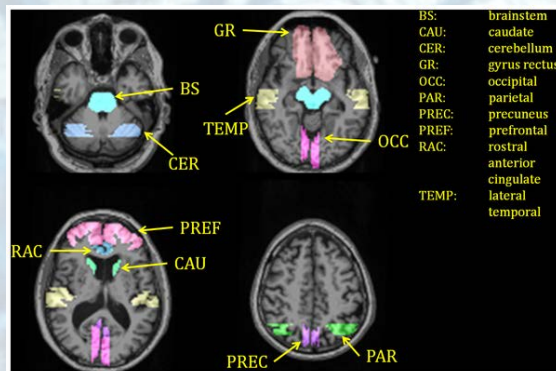 GR
BS
TEMP
OCC
CER
PREF
RAC
CAU
PREC
PAR
BS: brainstem
CAU: caudate
CER: cerebellum
GR: gyrus rectus
OCC: occipital
PAR: parietal
PREC: precuneus
PREF: prefrontal
RAC: rostral
anterior
cingulate
TEMP: lateral
temporal